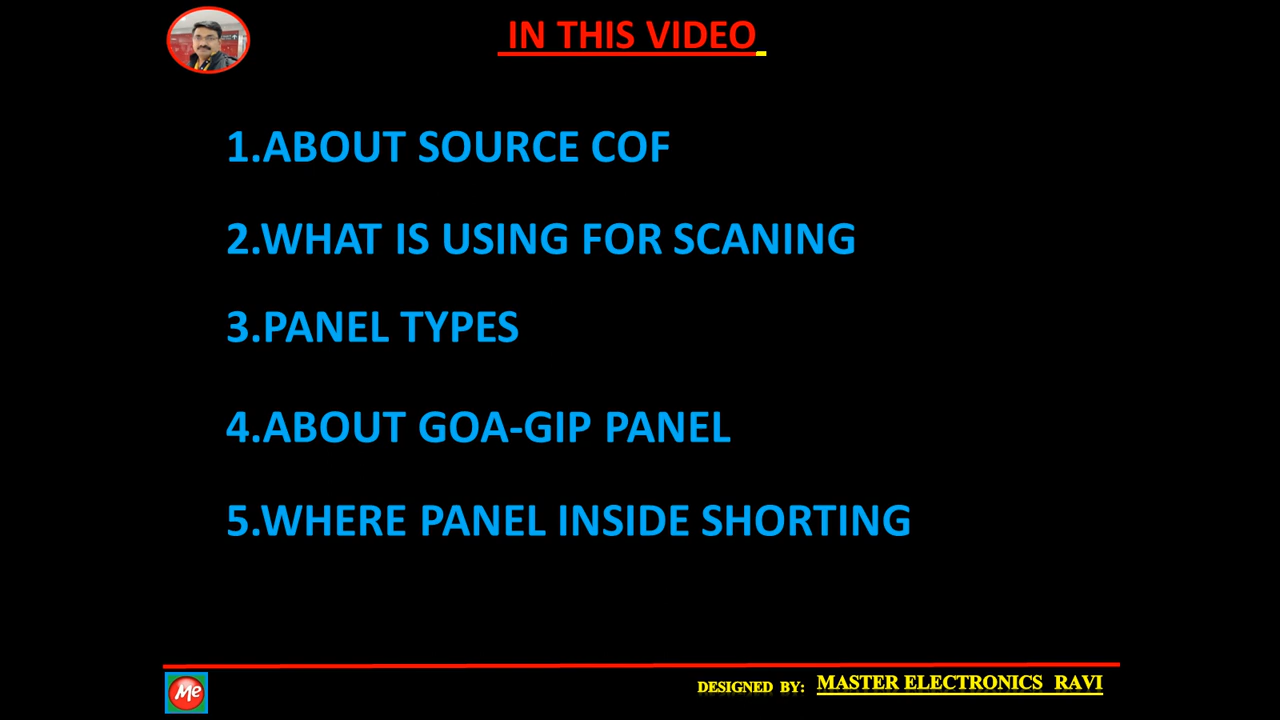 IN THIS VIDEO
1.ABOUT SOURCE COF
2.WHAT IS USING FOR SCANING
3.PANEL TYPES
4.ABOUT GOA-GIP PANEL
5.WHERE PANEL INSIDE SHORTING
Me
DESIGNED BY: MASTER ELECTRONICS RAVI